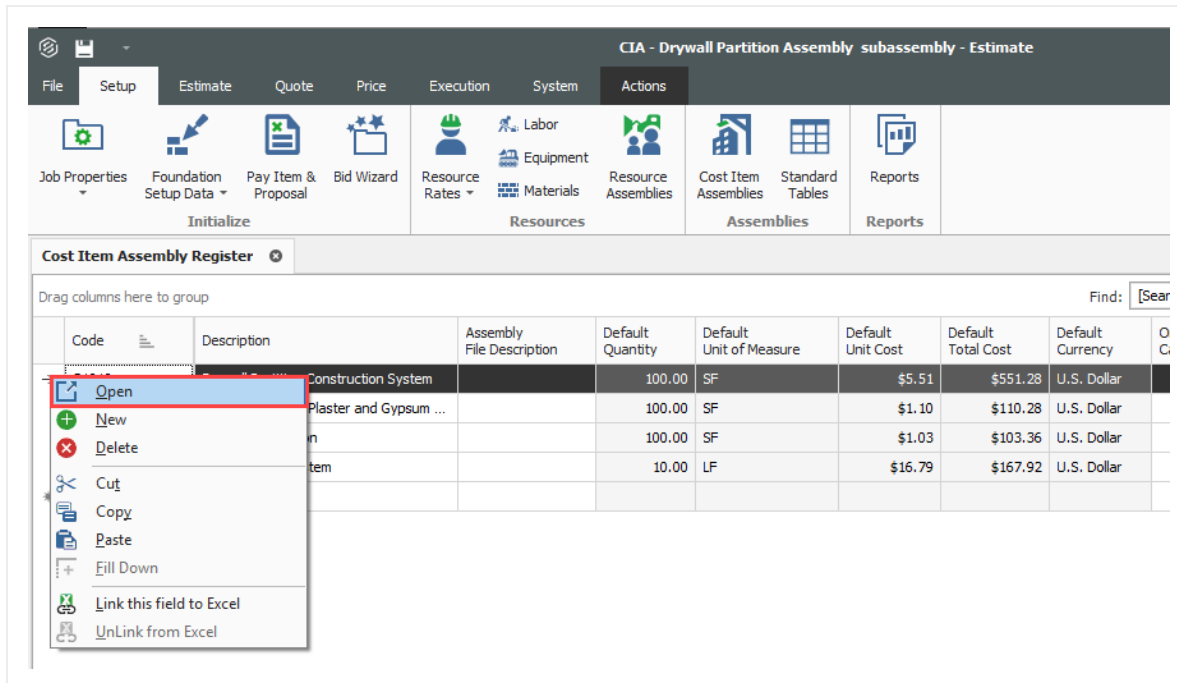 CIA - Drywall Partition Assembly subassembly - Estimate
File Setup Estimate Quote Price Execution System Actions
Job Properties
Foundation Setup Data
Pay Item & Proposal
Bid Wizard
Resource Rates
Labor
Equipment
Materials
Resource Assemblies
Cost Item Assemblies
Standard Tables
Reports
Initialize Resources Assemblies Reports
Cost Item Assembly Register
Drag columns here to group Find:
Code Description Assembly File Description Default Quantity Default Unit of Measure Default Unit Cost Default Total Cost Default Currency
Construction System 100.00 SF $5.51 $551.28 U.S. Dollar
Plaster and Gypsum ... 100.00 SF $1.10 $110.28 U.S. Dollar
100.00 SF $1.03 $103.36 U.S. Dollar
10.00 LF $16.79 $167.92 U.S. Dollar
Open
New
Delete
Cut
Copy
Paste
Fill Down
Link this field to Excel
UnLink from Excel